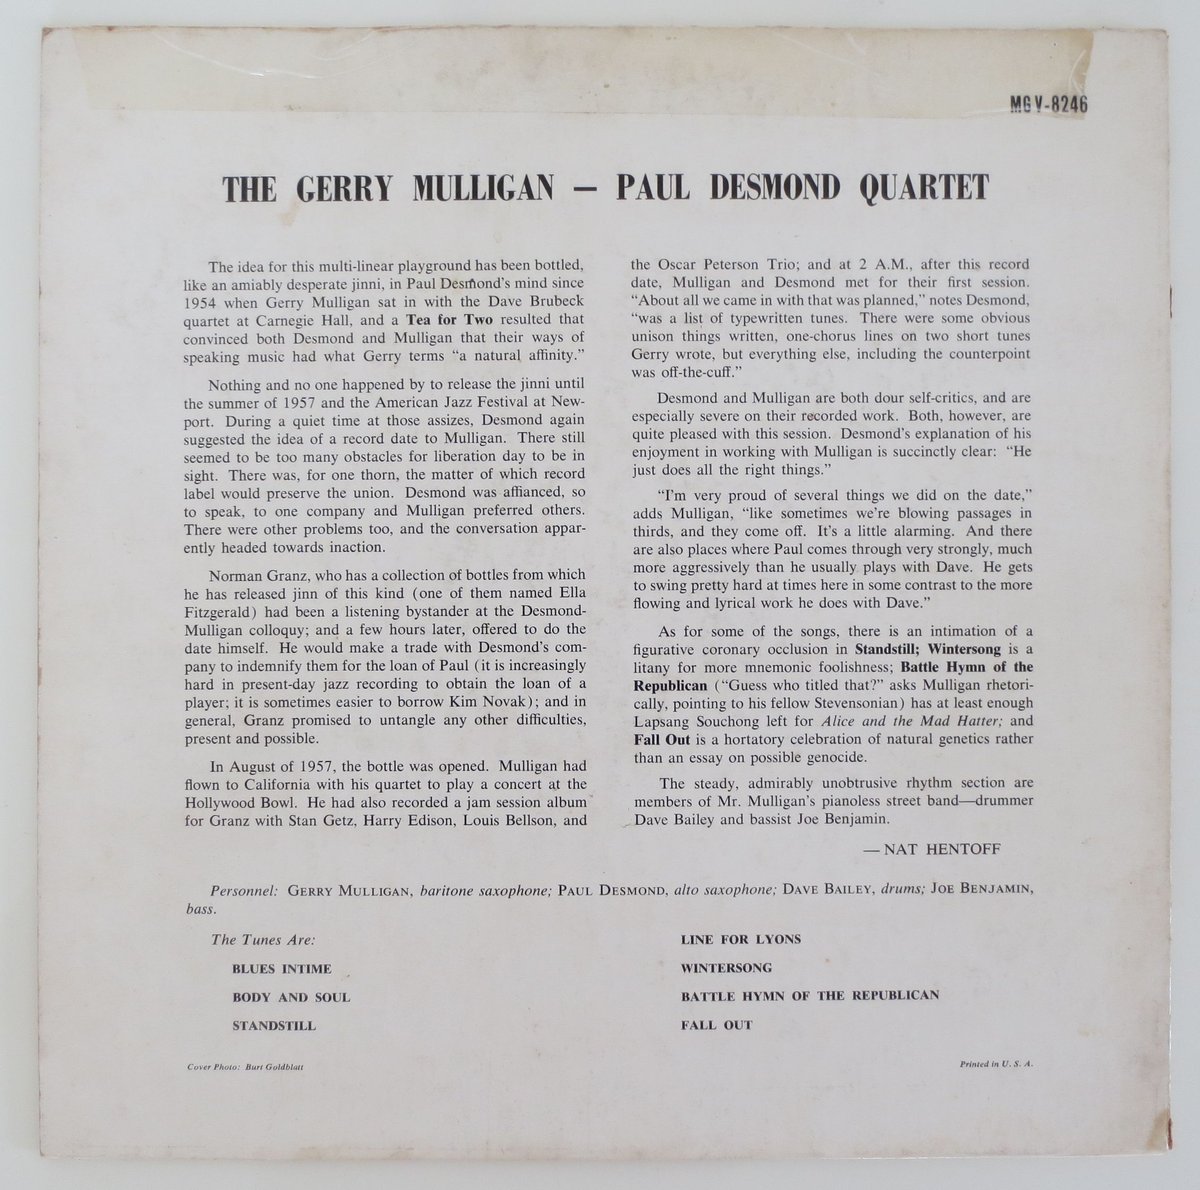 MGV-8246
THE GERRY MULLIGAN — PAUL DESMOND QUARTET
The idea for this multi-linear playground has been bottled,
like an amiably desperate jinni, in Paul Desmond's mind since
1954 when Gerry Mulligan sat in with the Dave Brubeck
quartet at Carnegie Hall, and a Tea for Two resulted that
convinced both Desmond and Mulligan that their ways of
speaking music had what Gerry terms “a natural affinity.”
Nothing and no one happened by to release the jinni until
the summer of 1957 and the American Jazz Festival at New-
port. During a quiet time at those assizes, Desmond again
suggested the idea of a record date to Mulligan. There still
seemed to be too many obstacles for liberation day to be in
sight. There was, for one thorn, the matter of which record
label would preserve the union. Desmond was affianced, so
to speak, to one company and Mulligan preferred others.
There were other problems too, and the conversation appar-
ently headed towards inaction.
Norman Granz, who has a collection of bottles from which
he has released jinn of this kind (one of them named Ella
Fitzgerald) had been a listening bystander at the Desmond-
Mulligan colloquy; and a few hours later, offered to do the
date himself. He would make a trade with Desmond's com-
pany to indemnify them for the loan of Paul (it is increasingly
hard in present-day jazz recording to obtain the loan of a
player; it is sometimes easier to borrow Kim Novak); and in
general, Granz promised to untangle any other difficulties,
present and possible.
In August of 1957, the bottle was opened. Mulligan had
flown to California with his quartet to play a concert at the
Hollywood Bowl. He had also recorded a jam session album
for Granz with Stan Getz, Harry Edison, Louis Bellson, and
the Oscar Peterson Trio; and at 2 A.M., after this record
date, Mulligan and Desmond met for their first session.
“About all we came in with that was planned,” notes Desmond,
“was a list of typewritten tunes. There were some obvious
unison things written, one-chorus lines on two short tunes
Gerry wrote, but everything else, including the counterpoint
was off-the-cuff.”
Desmond and Mulligan are both dour self-critics, and are
especially severe on their recorded work. Both, however, are
quite pleased with this session. Desmond's explanation of his
enjoyment in working with Mulligan is succinctly clear: “He
just does all the right things.”
“I'm very proud of several things we did on the date,”
adds Mulligan, “like sometimes we're blowing passages in
thirds, and they come off. It's a little alarming. And there
are also places where Paul comes through very strongly, much
more aggressively than he usually plays with Dave. He gets
to swing pretty hard at times here in some contrast to the more
flowing and lyrical work he does with Dave.”
As for some of the songs, there is an intimation of a
figurative coronary occlusion in Standstill; Wintersong is a
litany for more mnemonic foolishness; Battle Hymn of the
Republican (“Guess who titled that?” asks Mulligan rhetori-
cally, pointing to his fellow Stevensonian) has at least enough
Lapsang Souchong left for Alice and the Mad Hatter; and
Fall Out is a hortatory celebration of natural genetics rather
than an essay on possible genocide.
The steady, admirably unobtrusive rhythm section are
members of Mr. Mulligan's pianoless street band—drummer
Dave Bailey and bassist Joe Benjamin.
— NAT HENTOFF
Personnel: GERRY MULLIGAN, baritone saxophone; PAUL DESMOND, alto saxophone; DAVE BAILEY, drums; JOE BENJAMIN,
bass.
The Tunes Are:
BLUES INTIME
BODY AND SOUL
STANDSTILL
LINE FOR LYONS
WINTERSONG
BATTLE HYMN OF THE REPUBLICAN
FALL OUT
Cover Photo: Burt Goldblatt
Printed in U. S. A.